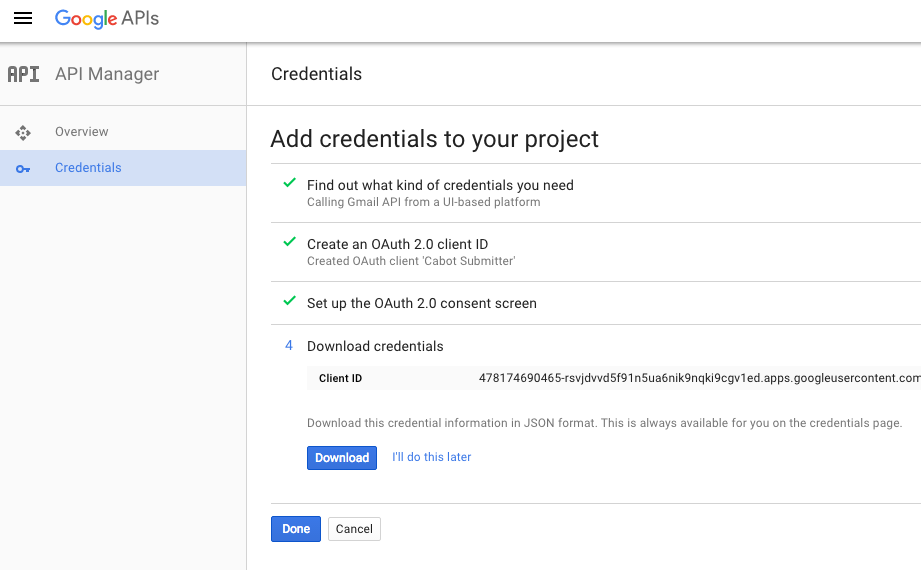 Google APIs
API API Manager
Credentials
Overview
Credentials
Add credentials to your project
Find out what kind of credentials you need
Calling Gmail API from a UI-based platform
Create an OAuth 2.0 client ID
Created OAuth client 'Cabot Submitter'
Set up the OAuth 2.0 consent screen
4 Download credentials
Client ID 478174690465-rsvjdvvd5f91n5ua6nik9nqki9cgv1ed.apps.googleusercontent.com
Download this credential information in JSON format. This is always available for you on the credentials page.
Download I'll do this later
Done Cancel